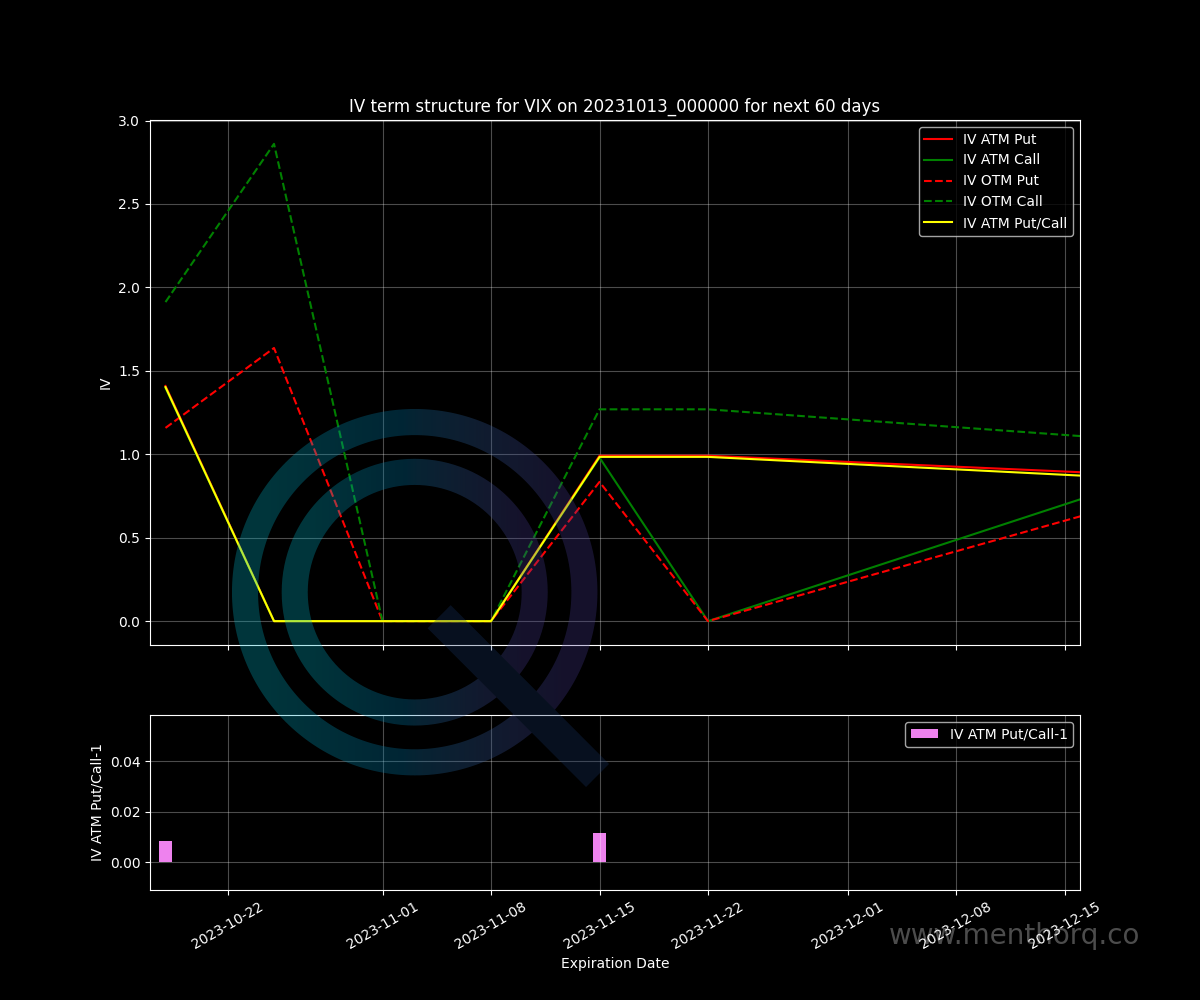 IV term structure for VIX on 20231013_000000 for next 60 days
3.0
2.5
2.0
1.5
1.0
0.5
0.0
IV
IV ATM Put
IV ATM Call
IV OTM Put
IV OTM Call
IV ATM Put/Call
IV ATM Put/Call-1
0.04
0.02
0.00
IV ATM Put/Call-1
2023-10-22
2023-11-01
2023-11-08
2023-11-15
2023-11-22
2023-12-01
2023-12-08
2023-12-15
www.menthorq.co
Expiration Date